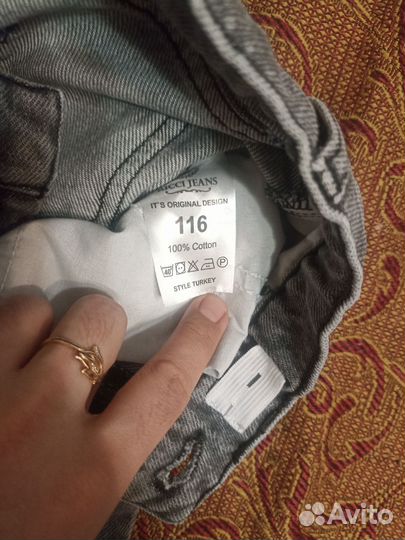 JEANS
IT'S ORIGINAL DESIGN
116
100% Cotton
40 P
STYLE TURKEY
Avito